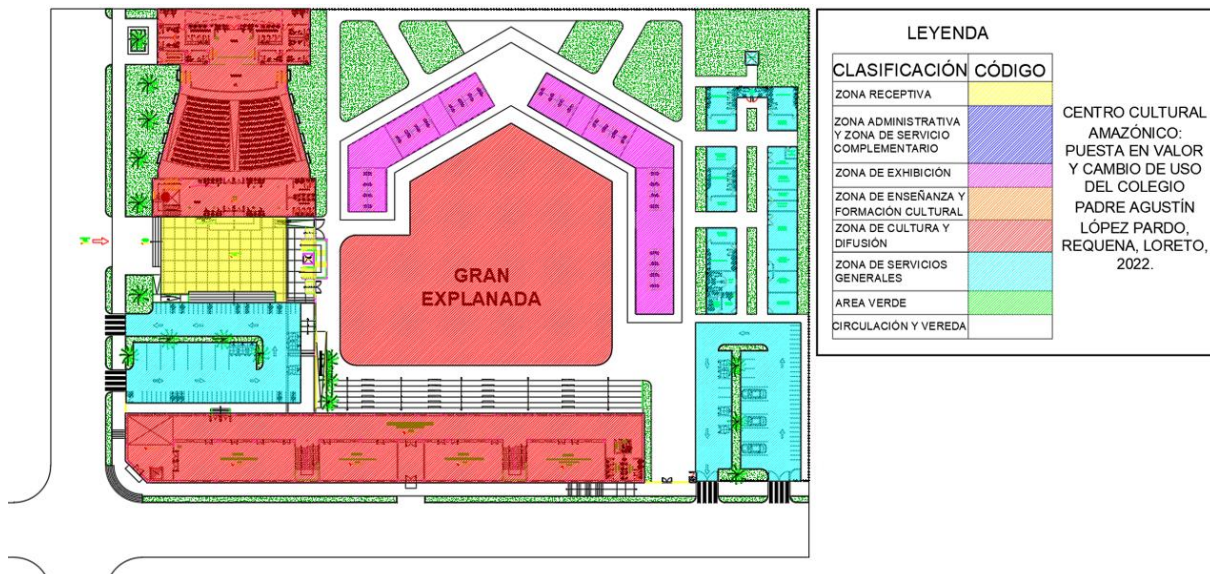 GRAN
EXPLANADA
LEYENDA
CLASIFICACIÓN CÓDIGO
ZONA RECEPTIVA
ZONA ADMINISTRATIVA
Y ZONA DE SERVICIO
COMPLEMENTARIO
ZONA DE EXHIBICIÓN
ZONA DE ENSEÑANZA Y
FORMACIÓN CULTURAL
ZONA DE CULTURA Y
DIFUSIÓN
ZONA DE SERVICIOS
GENERALES
AREA VERDE
CIRCULACIÓN Y VEREDA
CENTRO CULTURAL
AMAZÓNICO:
PUESTA EN VALOR
Y CAMBIO DE USO
DEL COLEGIO
PADRE AGUSTÍN
LÓPEZ PARDO,
REQUENA, LORETO,
2022.